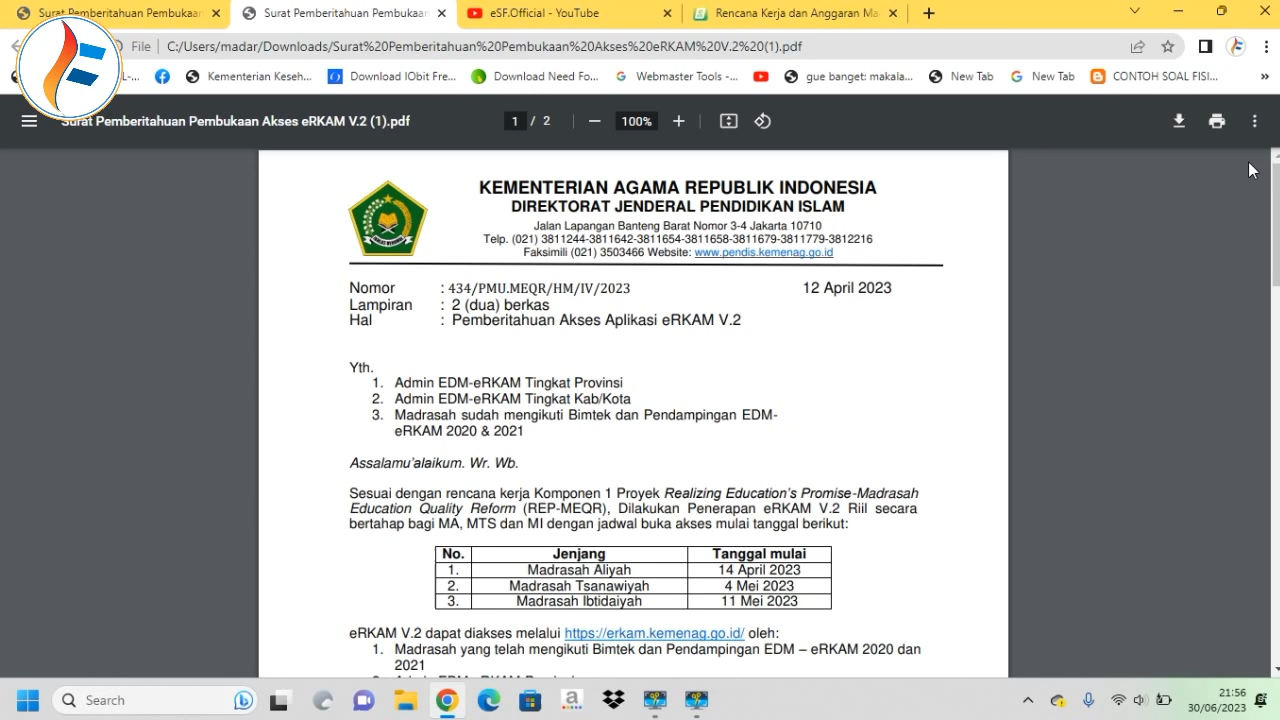 Surat Pemberitahuan Pembukaan
Surat Pemberitahuan Pembukaan
eSF.Official - YouTube
Rencana Kerja dan Anggaran Ma
File
C:/Users/madar/Downloads/Surat%20Pemberitahuan%20Pembukaan%20Akses%20eRKAM%20V.2%20(1).pdf
Kementerian Keseh...
Download IObit Fre...
Download Need Fo...
Webmaster Tools -...
gue banget: makala...
New Tab
New Tab
CONTOH SOAL FISI...
Surat Pemberitahuan Pembukaan Akses eRKAM V.2 (1).pdf
1 / 2
100%
KEMENTERIAN AGAMA REPUBLIK INDONESIA
DIREKTORAT JENDERAL PENDIDIKAN ISLAM
Jalan Lapangan Banteng Barat Nomor 3-4 Jakarta 10710
Telp. (021) 3811244-3811642-3811654-3811658-3811679-3811779-3812216
Faksimili (021) 3503466 Website: www.pendis.kemenag.go.id
Nomor : 434/PMU.MEQR/HM/IV/2023 12 April 2023
Lampiran : 2 (dua) berkas
Hal : Pemberitahuan Akses Aplikasi eRKAM V.2
Yth.
1. Admin EDM-eRKAM Tingkat Provinsi
2. Admin EDM-eRKAM Tingkat Kab/Kota
3. Madrasah sudah mengikuti Bimtek dan Pendampingan EDM-
eRKAM 2020 & 2021
Assalamu'alaikum. Wr. Wb.
Sesuai dengan rencana kerja Komponen 1 Proyek Realizing Education's Promise-Madrasah
Education Quality Reform (REP-MEQR), Dilakukan Penerapan eRKAM V.2 Riil secara
bertahap bagi MA, MTS dan MI dengan jadwal buka akses mulai tanggal berikut:
No. Jenjang Tanggal mulai
1. Madrasah Aliyah 14 April 2023
2. Madrasah Tsanawiyah 4 Mei 2023
3. Madrasah Ibtidaiyah 11 Mei 2023
eRKAM V.2 dapat diakses melalui https://erkam.kemenag.go.id/ oleh:
1. Madrasah yang telah mengikuti Bimtek dan Pendampingan EDM – eRKAM 2020 dan
2021
Search
21:56
30/06/2023